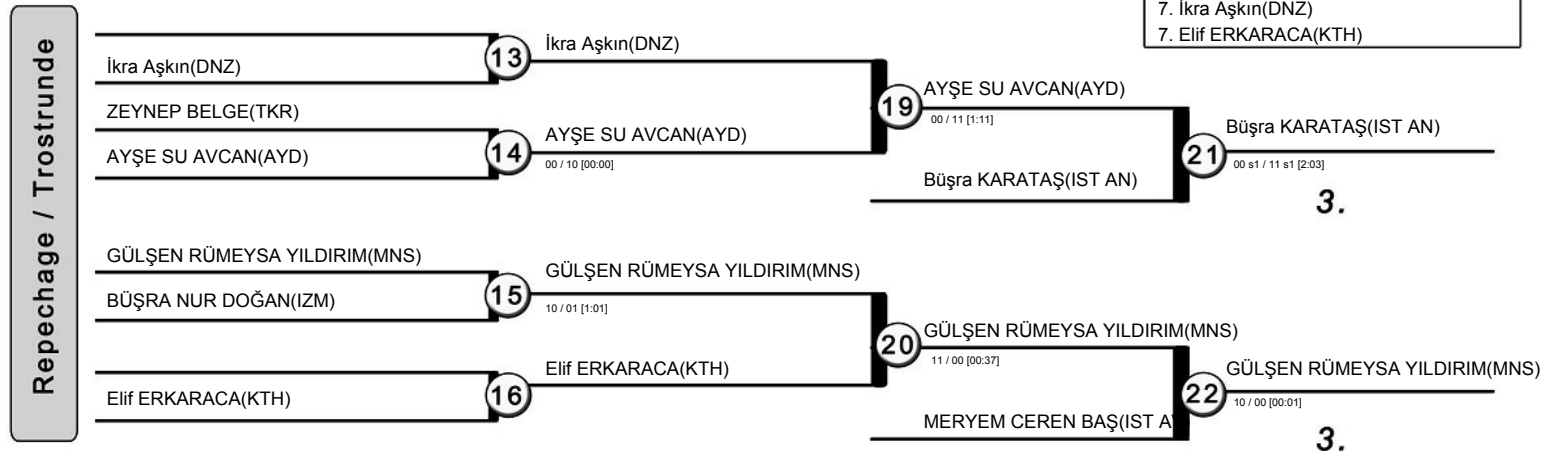 7. İkra Aşkın(DNZ)
7. Elif ERKARACA(KTH)
Repechage / Trostrunde
İkra Aşkın(DNZ)
13
İkra Aşkın(DNZ)
ZEYNEP BELGE(TKR)
AYŞE SU AVCAN(AYD)
14
AYŞE SU AVCAN(AYD)
00 / 10 [00:00]
19
AYŞE SU AVCAN(AYD)
00 / 11 [1:11]
Büşra KARATAŞ(IST AN)
21
Büşra KARATAŞ(IST AN)
00 s1 / 11 s1 [2:03]
3.
GÜLŞEN RÜMEYSA YILDIRIM(MNS)
BÜŞRA NUR DOĞAN(IZM)
15
GÜLŞEN RÜMEYSA YILDIRIM(MNS)
10 / 01 [1:01]
Elif ERKARACA(KTH)
16
Elif ERKARACA(KTH)
20
GÜLŞEN RÜMEYSA YILDIRIM(MNS)
11 / 00 [00:37]
MERYEM CEREN BAŞ(IST
22
GÜLŞEN RÜMEYSA YILDIRIM(MNS)
10 / 00 [00:01]
3.